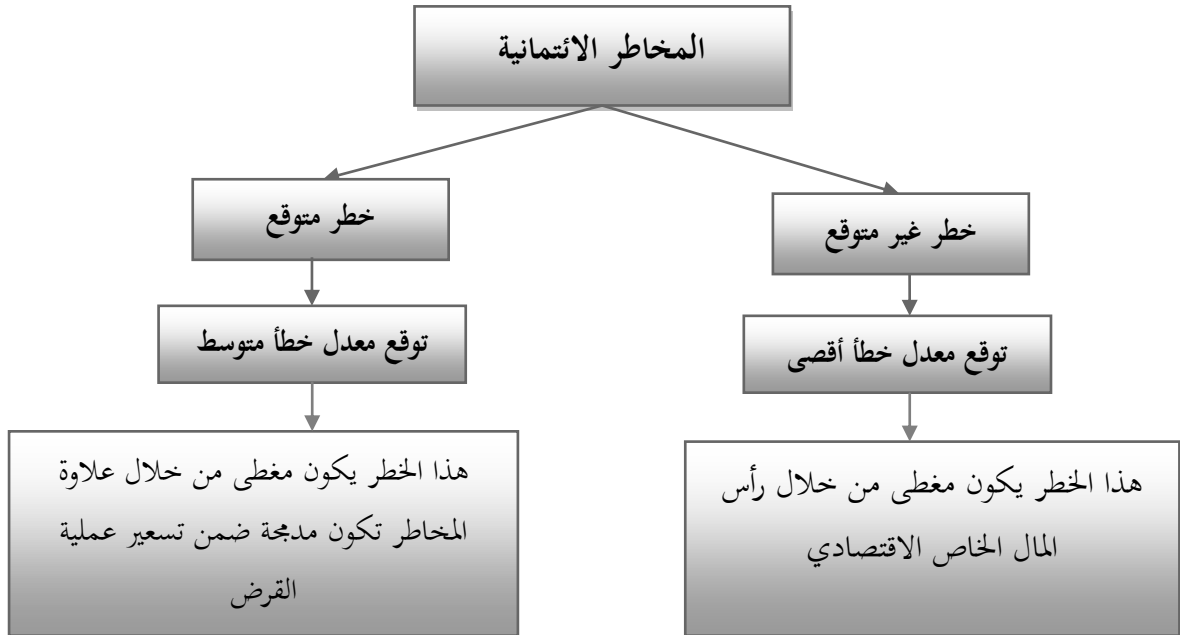 المخاطر الائتمانية
خطر غير متوقع
خطر متوقع
توقع معدل خطأ أقصى
توقع معدل خطأ متوسط
هذا الخطر يكون مغطى من خلال رأس
المال الخاص الاقتصادي
هذا الخطر يكون مغطى من خلال علاوة
المخاطر تكون مدمجة ضمن تسعير عملية
القرض